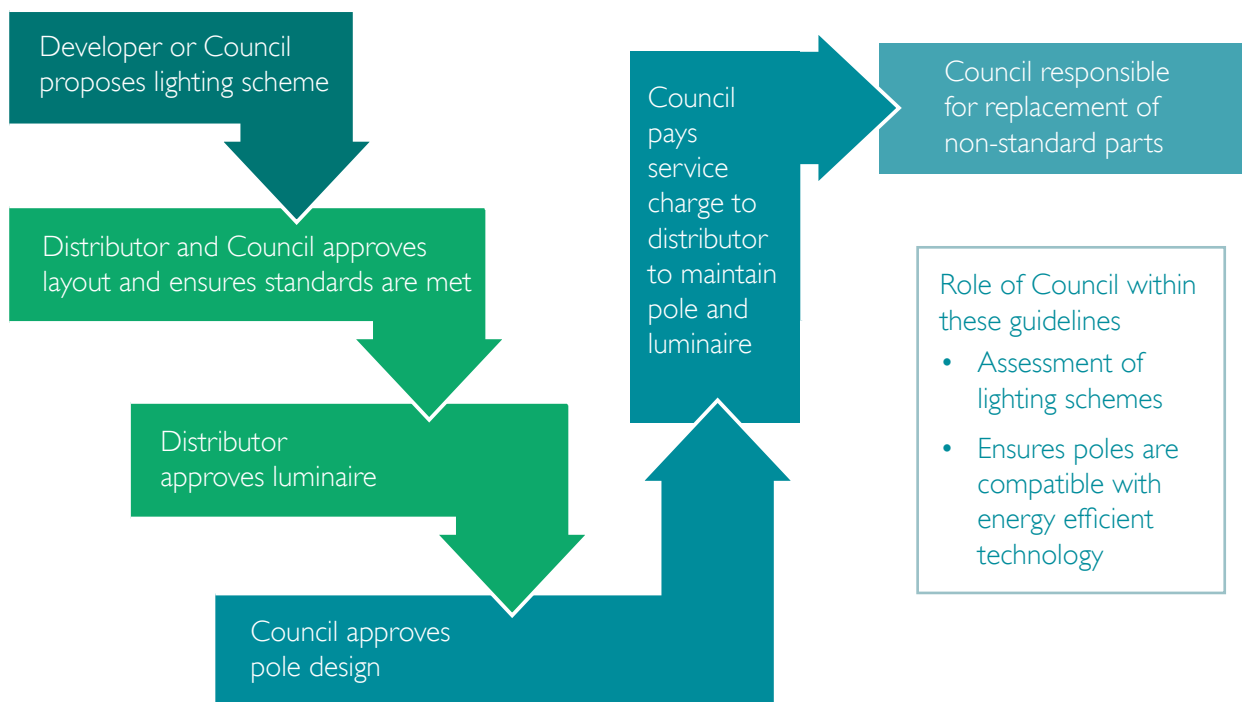 Developer or Council
proposes lighting scheme
Distributor and Council approves
layout and ensures standards are met
Distributor
approves luminaire
Council approves
pole design
Council
pays
service
charge to
distributor
to maintain
pole and
luminaire
Council responsible
for replacement of
non-standard parts
Role of Council within
these guidelines
• Assessment of
lighting schemes
• Ensures poles are
compatible with
energy efficient
technology